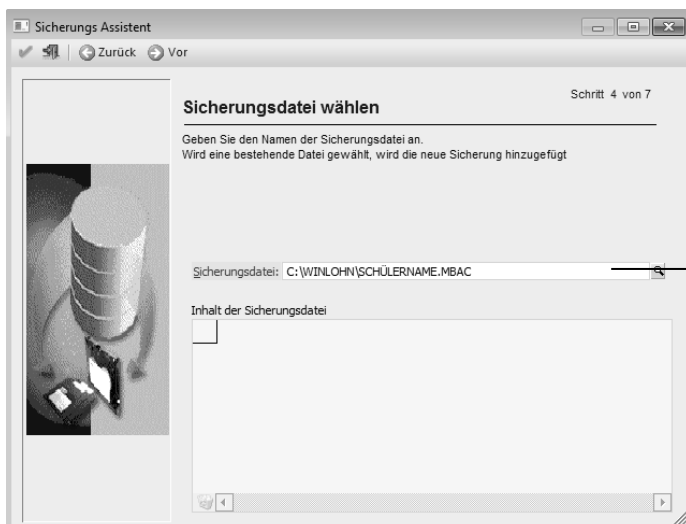 Sicherungs Assistent
Zurück Vor
Schritt 4 von 7
Sicherungsdatei wählen
Geben Sie den Namen der Sicherungsdatei an.
Wird eine bestehende Datei gewählt, wird die neue Sicherung hinzugefügt
Sicherungsdatei: C:\WINLOHN\SCHÜLERNAME.MBAC
Inhalt der Sicherungsdatei